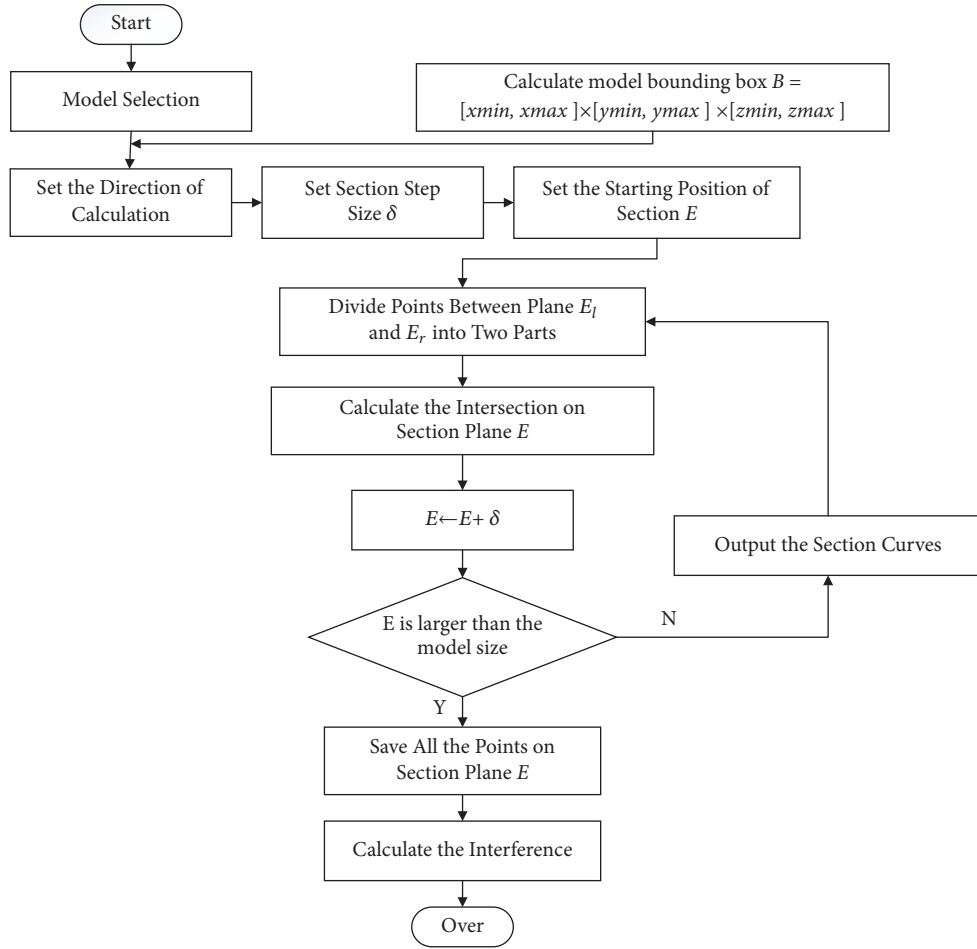 Start
Model Selection
Calculate model bounding box B =
[xmin, xmax ]×[ymin, ymax ] ×[zmin, zmax ]
Set the Direction of
Calculation
Set Section Step
Size δ
Set the Starting Position of
Section E
Divide Points Between Plane E_l
and E_r into Two Parts
Calculate the Intersection on
Section Plane E
E←E+ δ
Output the Section Curves
E is larger than the
model size
N
Y
Save All the Points on
Section Plane E
Calculate the Interference
Over